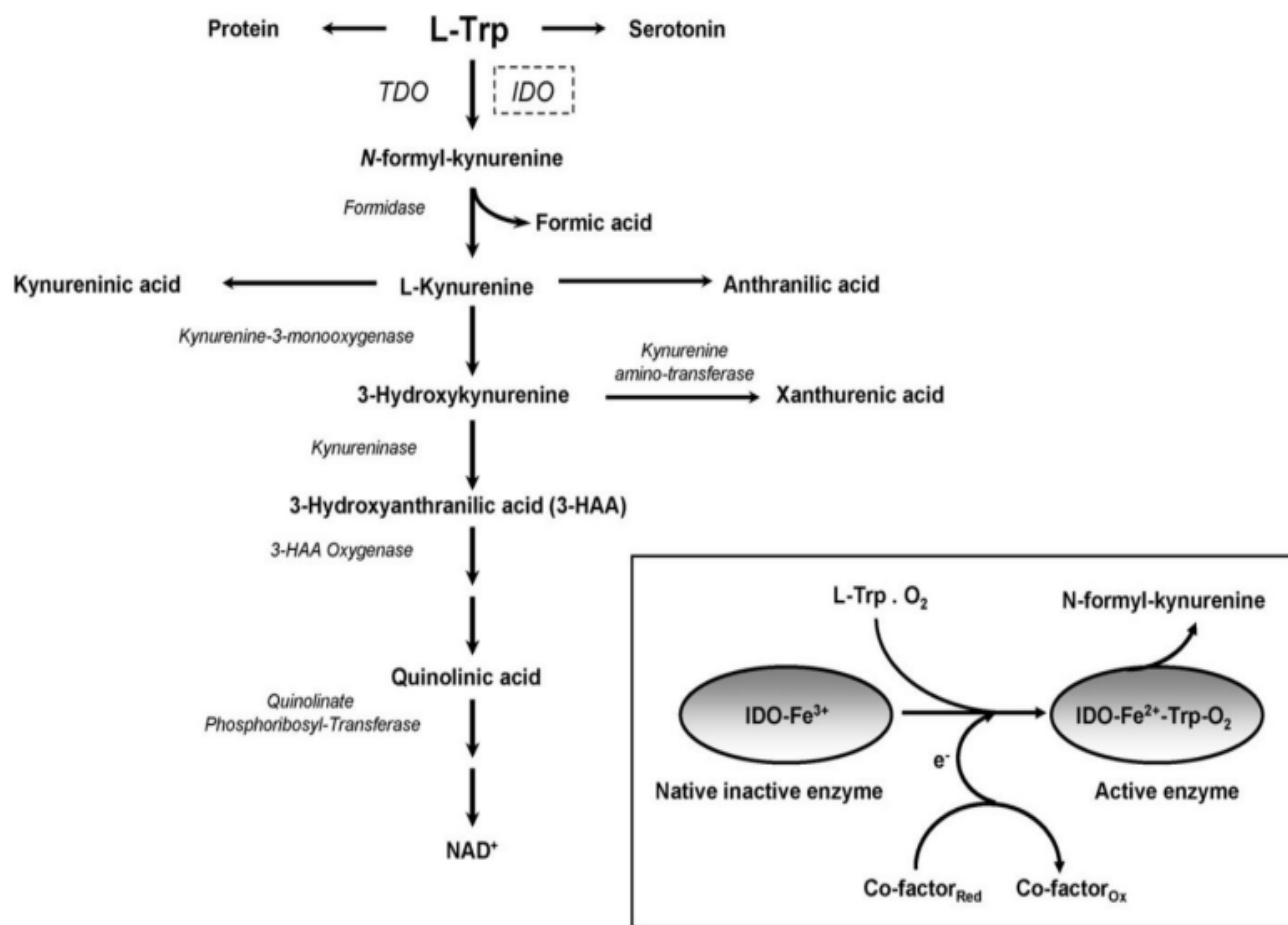 Protein
L-Trp
Serotonin
TDO
IDO
N-formyl-kynurenine
Formidase
Formic acid
Kynureninic acid
L-Kynurenine
Anthranilic acid
Kynurenine-3-monooxygenase
Kynurenine
amino-transferase
3-Hydroxykynurenine
Xanthurenic acid
Kynureninase
3-Hydroxyanthranilic acid (3-HAA)
3-HAA Oxygenase
Quinolinic acid
Quinolinate
Phosphoribosyl-Transferase
NAD⁺
L-Trp . O₂
N-formyl-kynurenine
IDO-Fe³⁺
IDO-Fe²⁺-Trp-O₂
e⁻
Native inactive enzyme
Active enzyme
Co-factor_Red
Co-factor_Ox